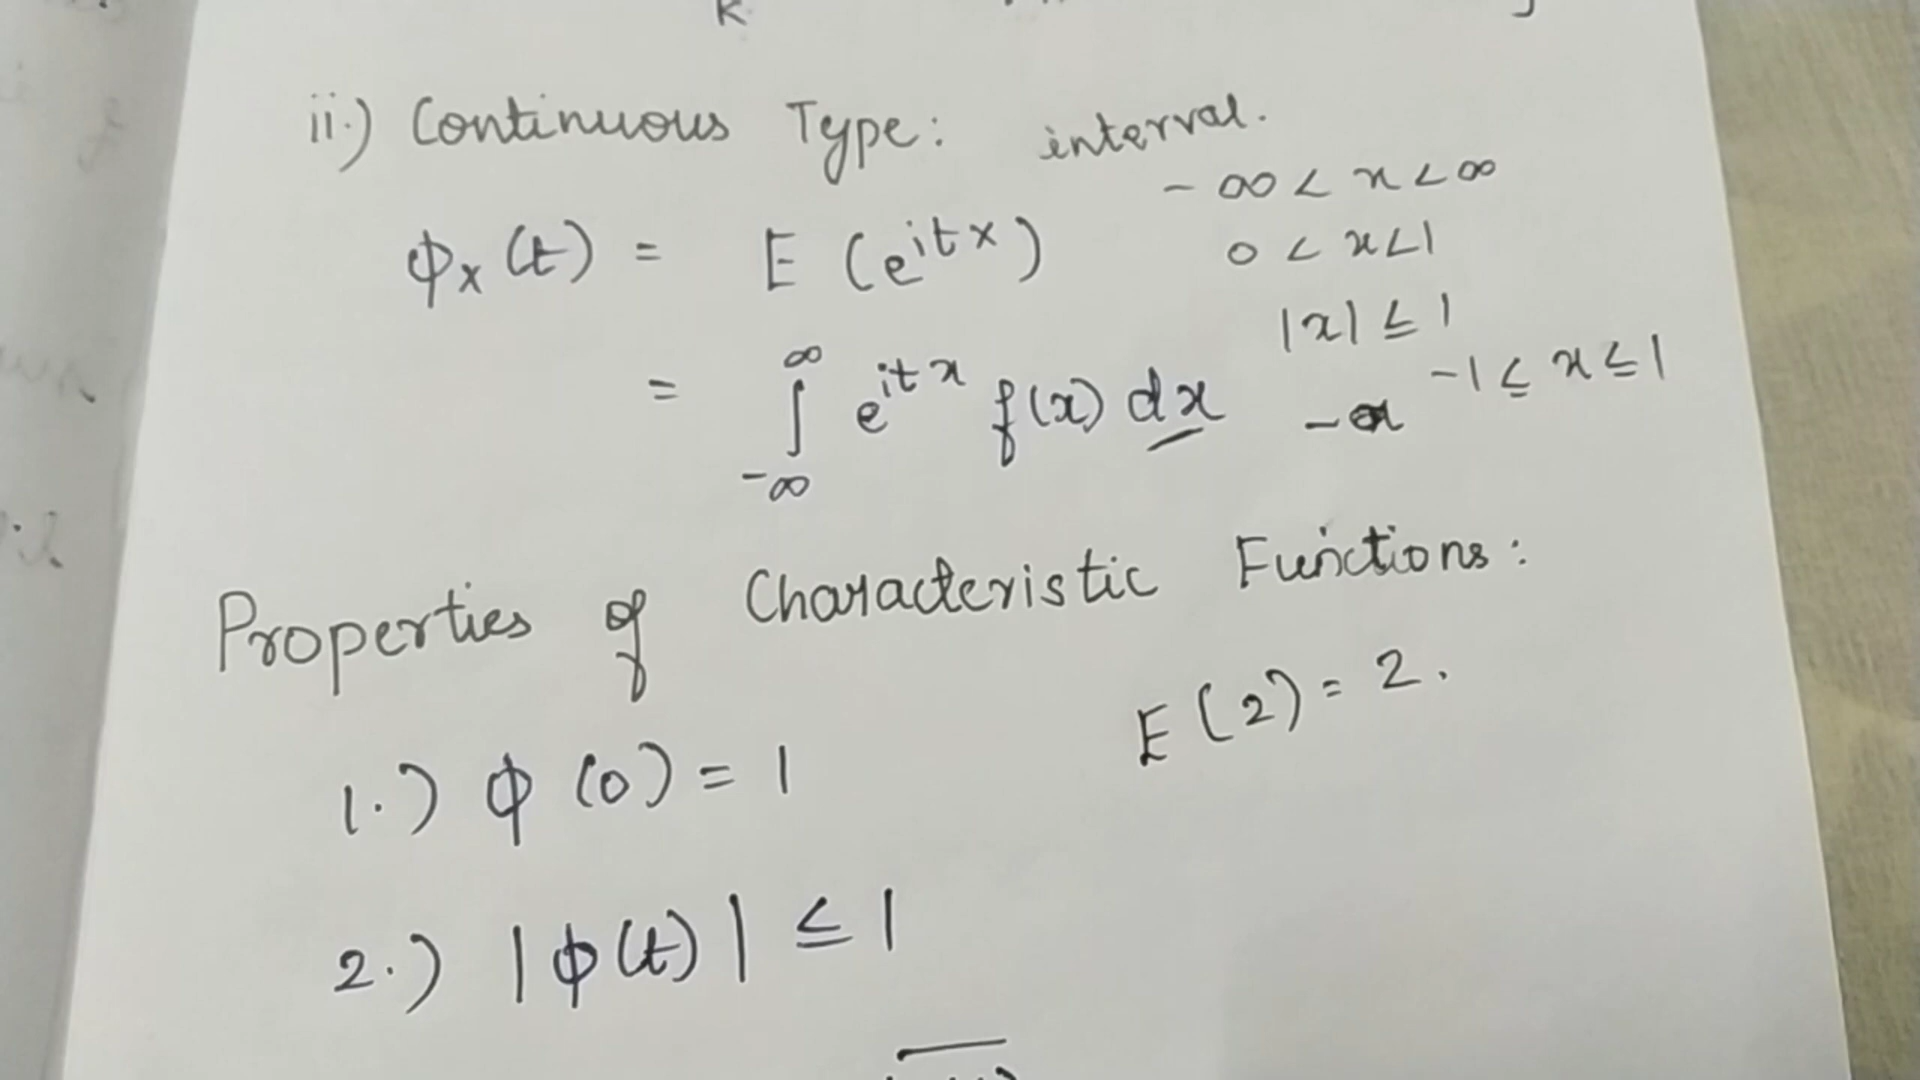 K
ii.) Continuous Type: interval.
-∞ < x < ∞
ϕx (t) = E (e^{itx})
0 < x < 1
|x| ≤ 1
= ∫_{-∞}^{∞} e^{itx} f(x) dx
-1 ≤ x ≤ 1
Properties of Characteristic Functions:
E(2) = 2.
1.) ϕ(0) = 1
2.) |ϕ(t)| ≤ 1